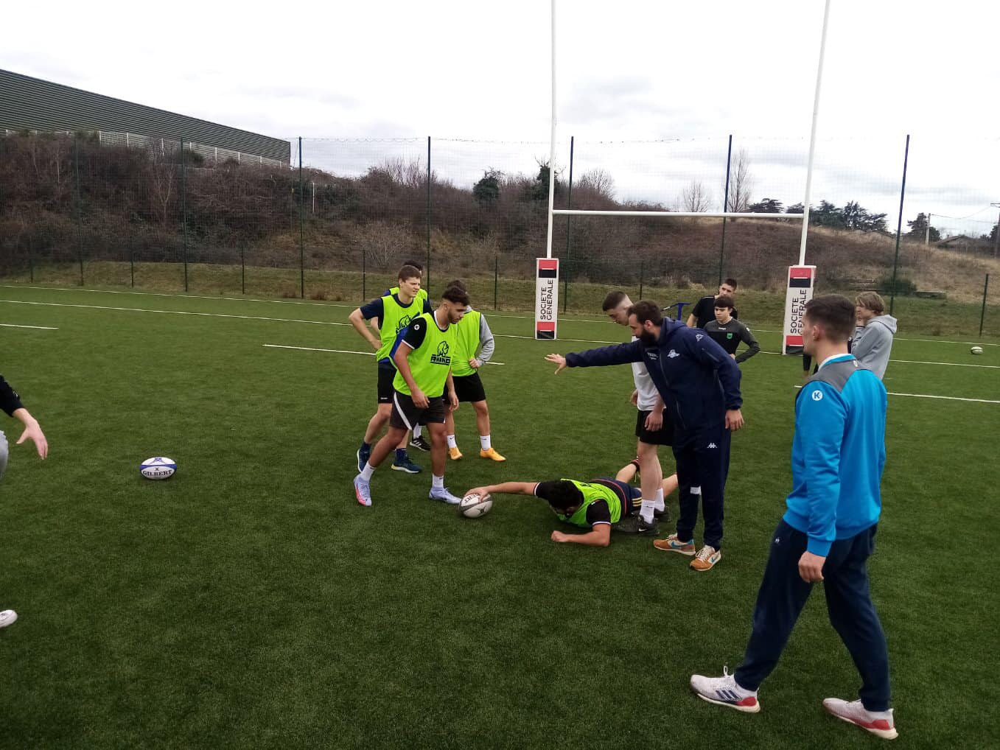 SOCIETE
GENERALE
SOCIETE
GENERALE
RHINO
GILBERT
K